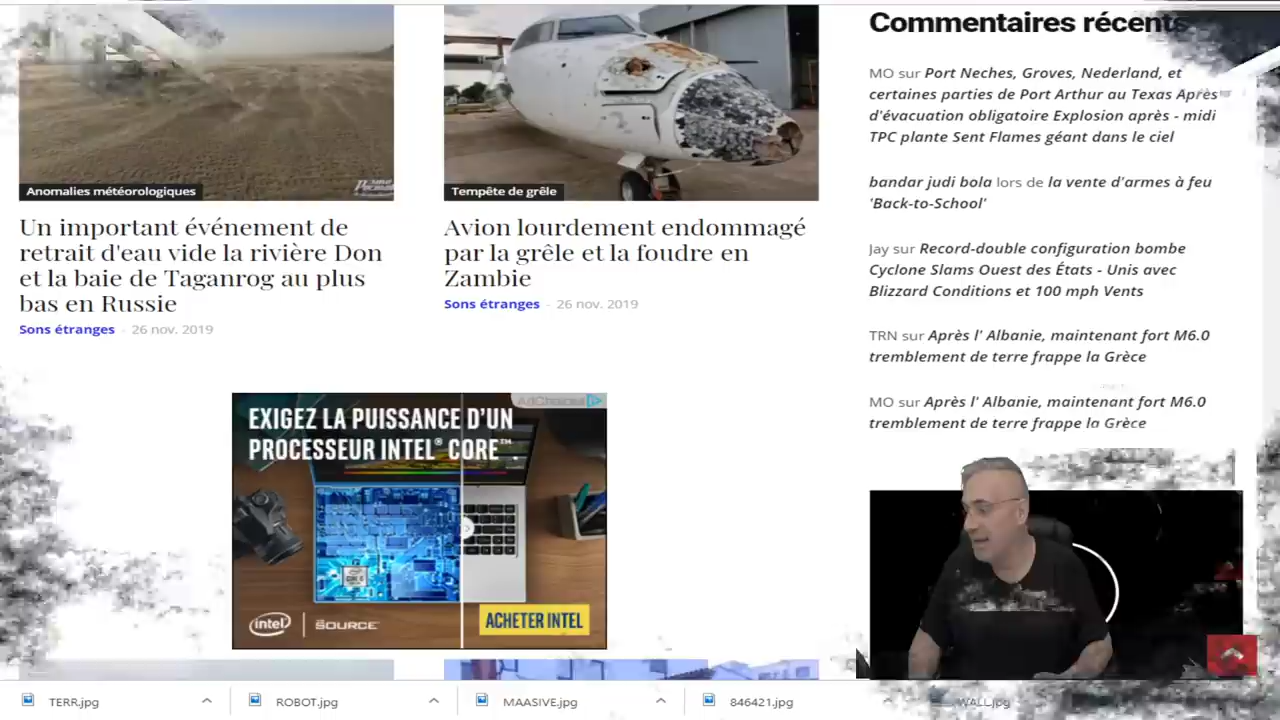 Commentaires récents
Anomalies météorologiques
Un important événement de
retrait d'eau vide la rivière Don
et la baie de Taganrog au plus
bas en Russie
Sons étranges - 26 nov. 2019
Tempête de grêle
Avion lourdement endommagé
par la grêle et la foudre en
Zambie
Sons étranges - 26 nov. 2019
MO sur Port Neches, Groves, Nederland, et
certaines parties de Port Arthur au Texas Après
d'évacuation obligatoire Explosion après - midi
TPC plante Sent Flames géant dans le ciel
bandar judi bola lors de la vente d'armes à feu
'Back-to-School'
Jay sur Record-double configuration bombe
Cyclone Slams Ouest des États - Unis avec
Blizzard Conditions et 100 mph Vents
TRN sur Après l' Albanie, maintenant fort M6.0
tremblement de terre frappe la Grèce
MO sur Après l' Albanie, maintenant fort M6.0
tremblement de terre frappe la Grèce
AdChoices
EXIGEZ LA PUISSANCE D'UN
PROCESSEUR INTEL® CORE™.
intel
SOURCE
ACHETER INTEL
TERR.jpg
ROBOT.jpg
MAASIVE.jpg
846421.jpg
WALL.jpg